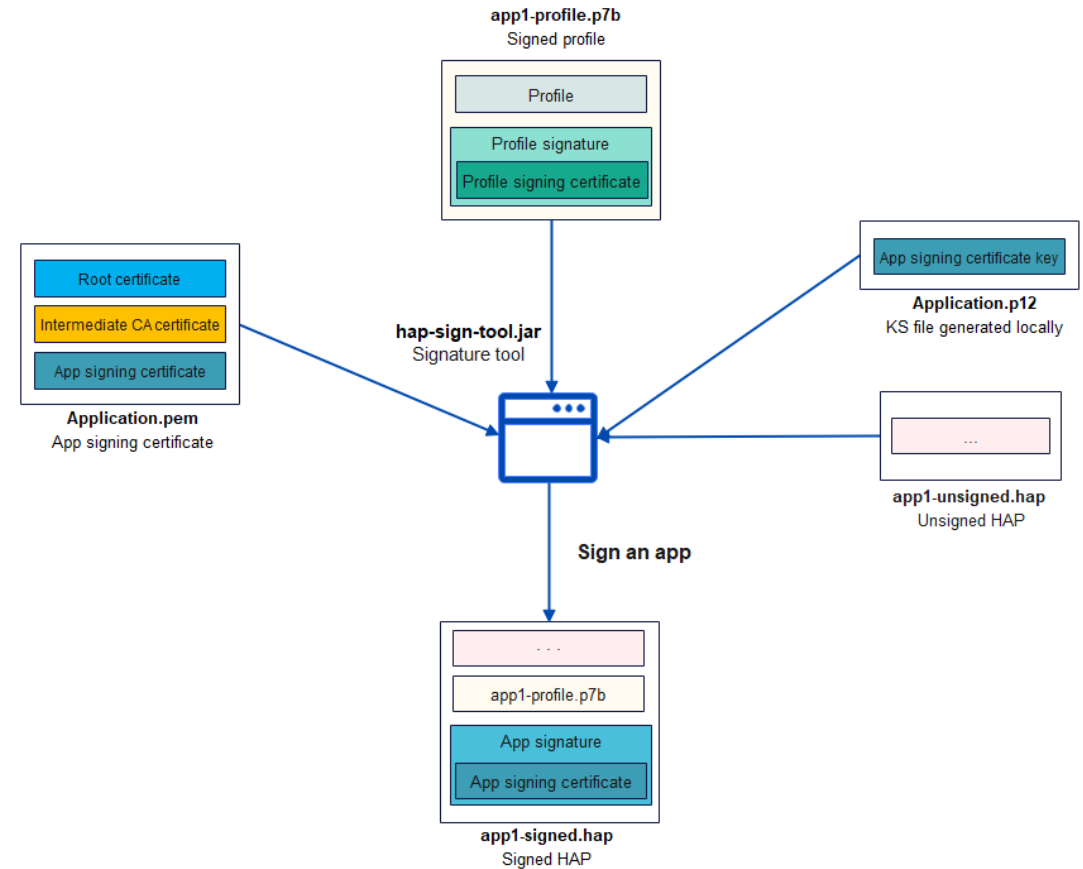 app1-profile.p7b
Signed profile
Profile
Profile signature
Profile signing certificate
Root certificate
Intermediate CA certificate
App signing certificate
Application.pem
App signing certificate
hap-sign-tool.jar
Signature tool
App signing certificate key
Application.p12
KS file generated locally
...
app1-unsigned.hap
Unsigned HAP
Sign an app
...
app1-profile.p7b
App signature
App signing certificate
app1-signed.hap
Signed HAP